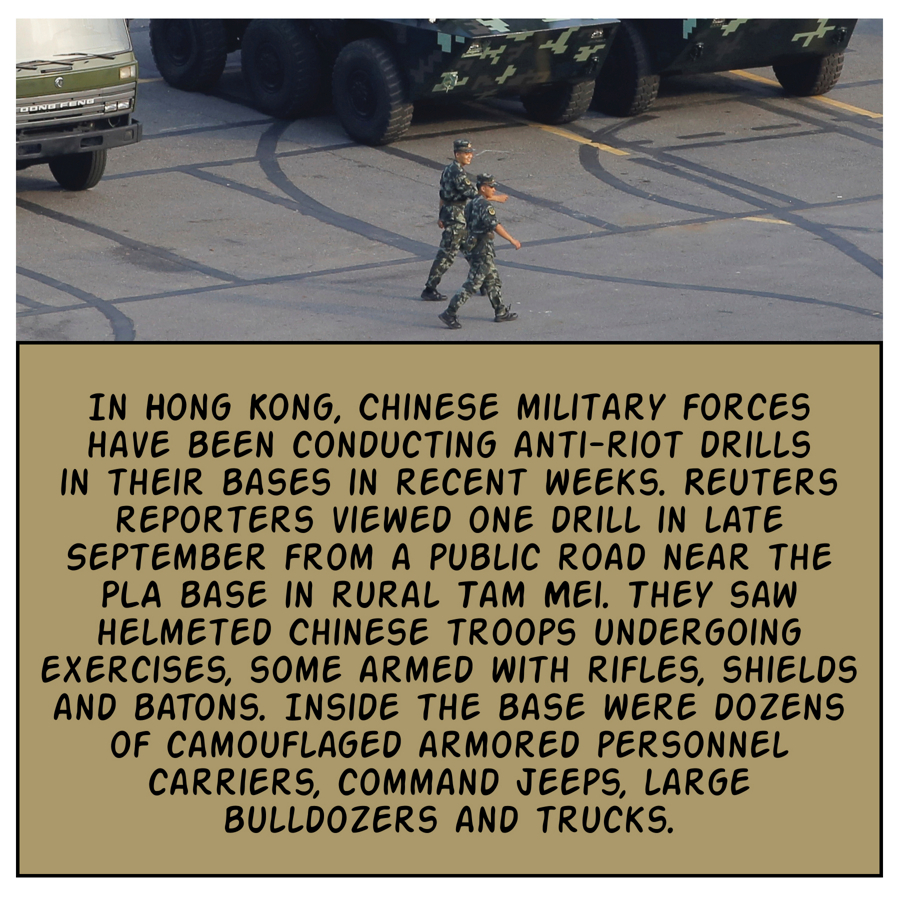 DONG FENG
IN HONG KONG, CHINESE MILITARY FORCES
HAVE BEEN CONDUCTING ANTI-RIOT DRILLS
IN THEIR BASES IN RECENT WEEKS. REUTERS
REPORTERS VIEWED ONE DRILL IN LATE
SEPTEMBER FROM A PUBLIC ROAD NEAR THE
PLA BASE IN RURAL TAM MEI. THEY SAW
HELMETED CHINESE TROOPS UNDERGOING
EXERCISES, SOME ARMED WITH RIFLES, SHIELDS
AND BATONS. INSIDE THE BASE WERE DOZENS
OF CAMOUFLAGED ARMORED PERSONNEL
CARRIERS, COMMAND JEEPS, LARGE
BULLDOZERS AND TRUCKS.